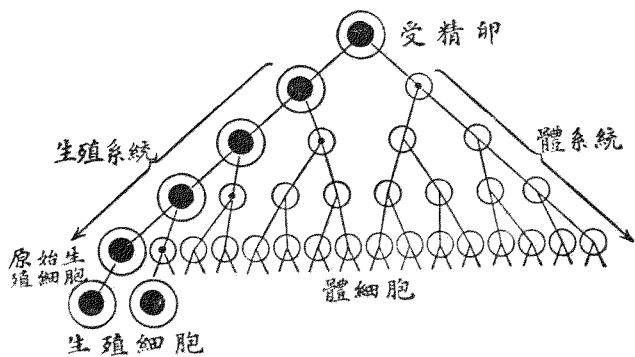 受精卵
生殖系統
體系統
原始生
殖細胞
體細胞
生殖細胞